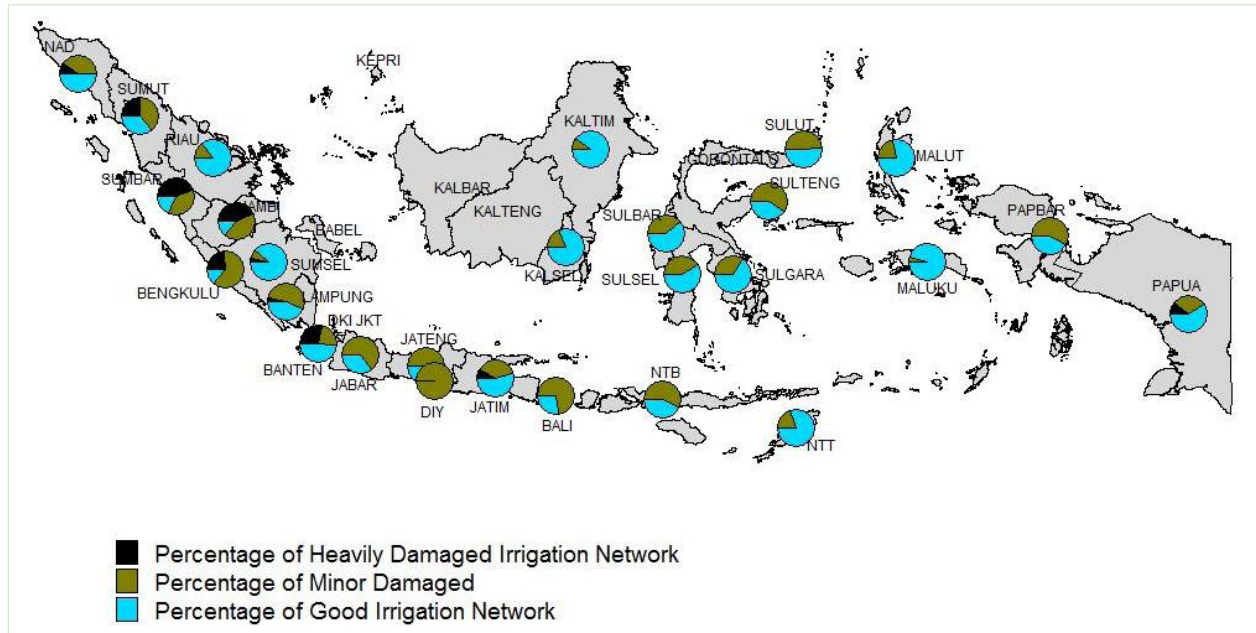 NAD
KEPRI
SUMUT
KALTIM
SULUT
RIAU
MALUT
GORONTALO
SUMBAR
KALBAR
SULTENG
JAMBI
KALTENG
SULBAR
PAPBAR
BABEL
SUMSEL
KALSEL
SULSEL
SULGARA
BENGKULU
MALUKU
PAPUA
LAMPUNG
DKI JKT
JATENG
BANTEN
NTB
JABAR
JATIM
DIY
BALI
NTT
Percentage of Heavily Damaged Irrigation Network
Percentage of Minor Damaged
Percentage of Good Irrigation Network